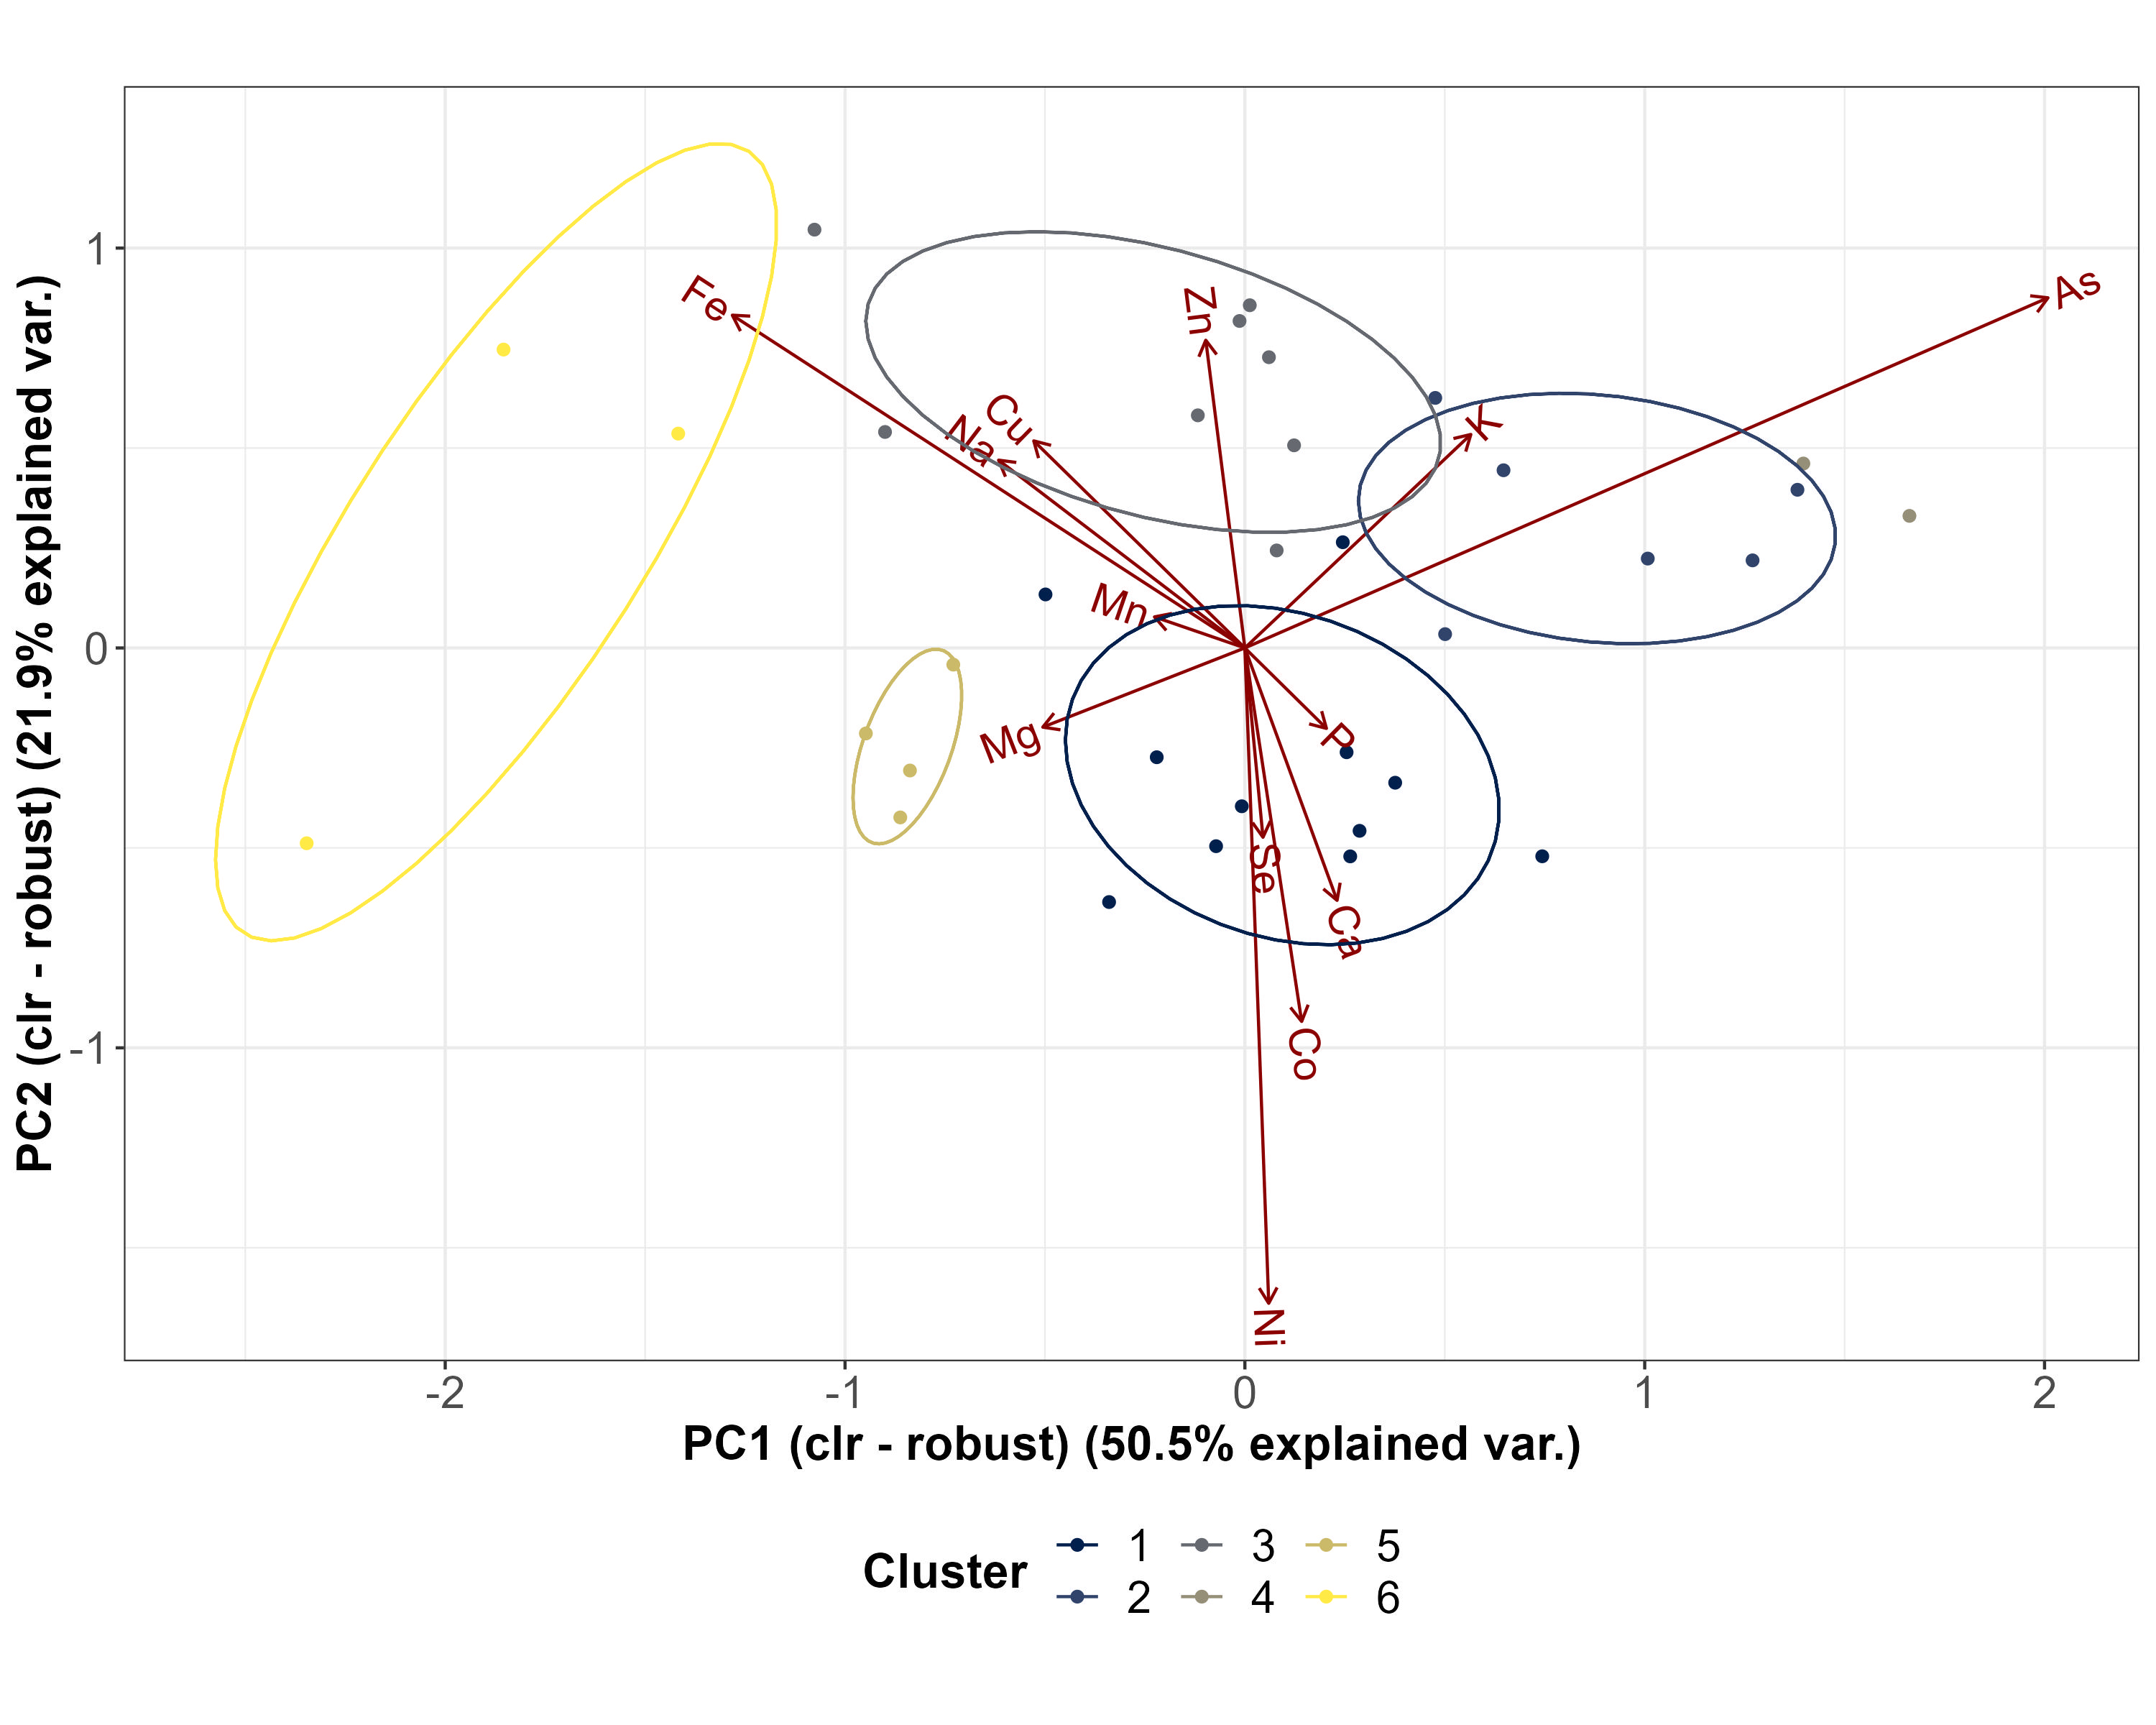 PC2 (clr - robust) (21.9% explained var.)
1
0
-1
Fe
Zn
As
Cu
Na
K
Mn
Mg
P
Se
Ca
Co
Ni
-2
-1
0
1
2
PC1 (clr - robust) (50.5% explained var.)
Cluster
1
3
5
2
4
6